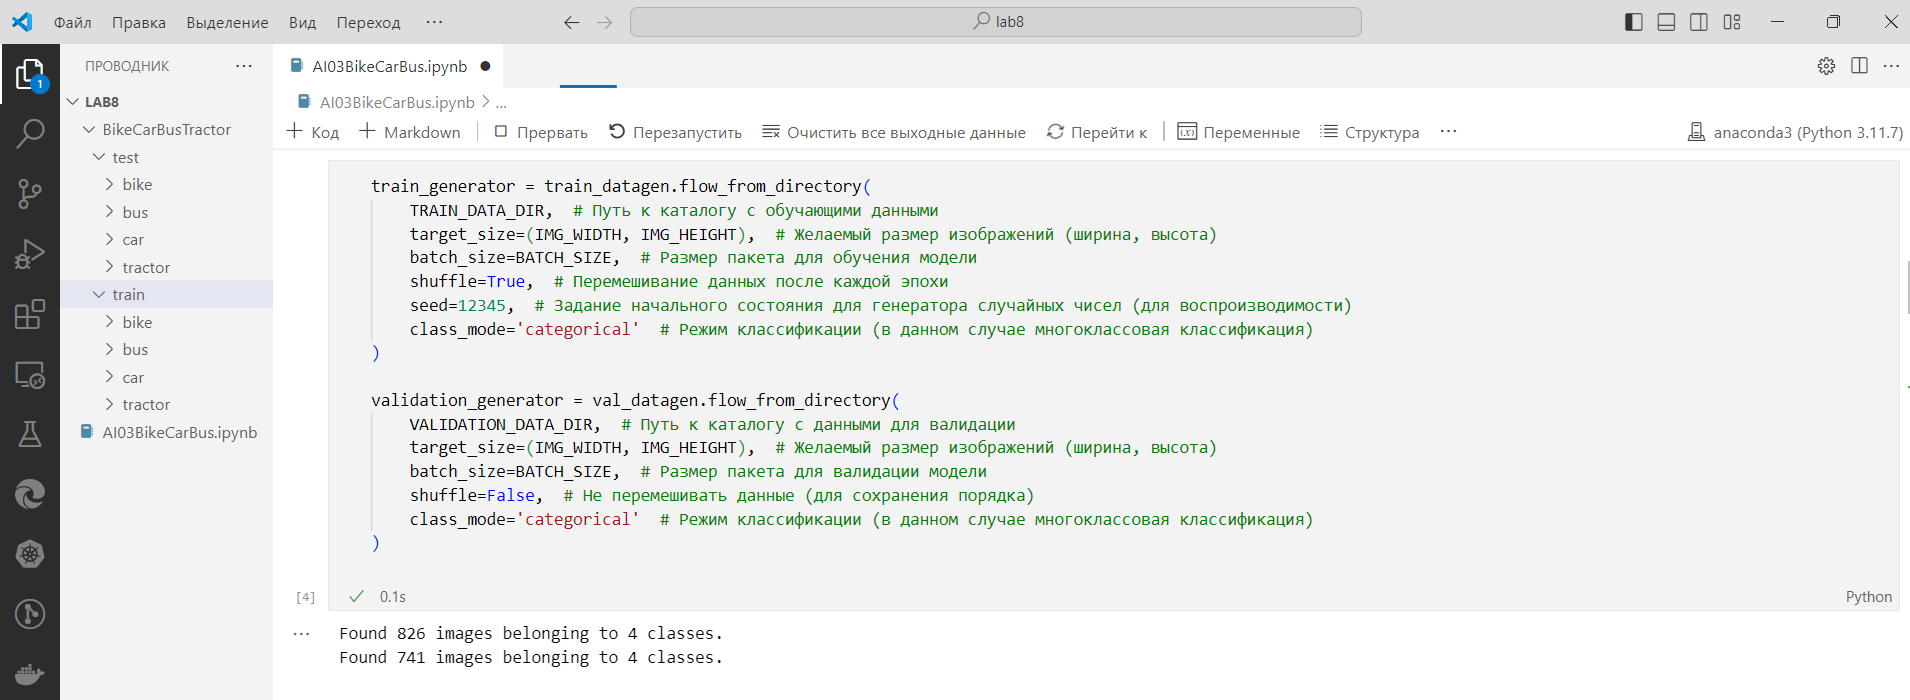 Файл Правка Выделение Вид Переход ··· lab8
ПРОВОДНИК ···
LAB8
BikeCarBusTractor
test
bike
bus
car
tractor
train
bike
bus
car
tractor
AI03BikeCarBus.ipynb
1
AI03BikeCarBus.ipynb
AI03BikeCarBus.ipynb > ...
Код Markdown Прервать Перезапустить Очистить все выходные данные Перейти к Переменные Структура ··· anaconda3 (Python 3.11.7)
train_generator = train_datagen.flow_from_directory(
TRAIN_DATA_DIR,  # Путь к каталогу с обучающими данными
target_size=(IMG_WIDTH, IMG_HEIGHT),  # Желаемый размер изображений (ширина, высота)
batch_size=BATCH_SIZE,  # Размер пакета для обучения модели
shuffle=True,  # Перемешивание данных после каждой эпохи
seed=12345,  # Задание начального состояния для генератора случайных чисел (для воспроизводимости)
class_mode='categorical'  # Режим классификации (в данном случае многоклассовая классификация)
)
validation_generator = val_datagen.flow_from_directory(
VALIDATION_DATA_DIR,  # Путь к каталогу с данными для валидации
target_size=(IMG_WIDTH, IMG_HEIGHT),  # Желаемый размер изображений (ширина, высота)
batch_size=BATCH_SIZE,  # Размер пакета для валидации модели
shuffle=False,  # Не перемешивать данные (для сохранения порядка)
class_mode='categorical'  # Режим классификации (в данном случае многоклассовая классификация)
)
[4] 0.1s Python
Found 826 images belonging to 4 classes.
Found 741 images belonging to 4 classes.